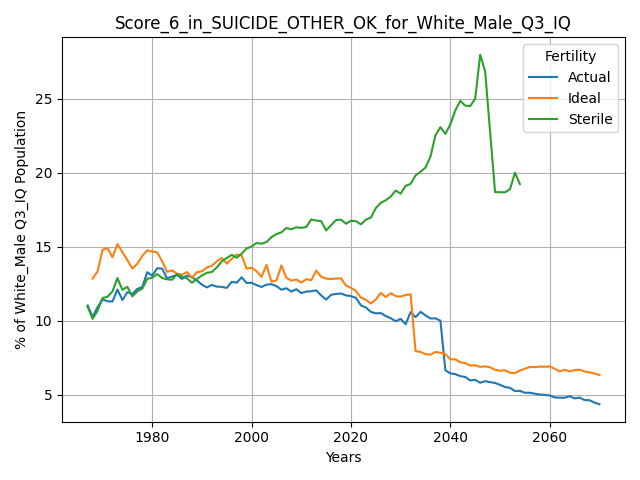 Score_6_in_SUICIDE_OTHER_OK_for_White_Male_Q3_IQ
% of White_Male Q3_IQ Population
25
20
15
10
5
Fertility
Actual
Ideal
Sterile
1980
2000
2020
2040
2060
Years